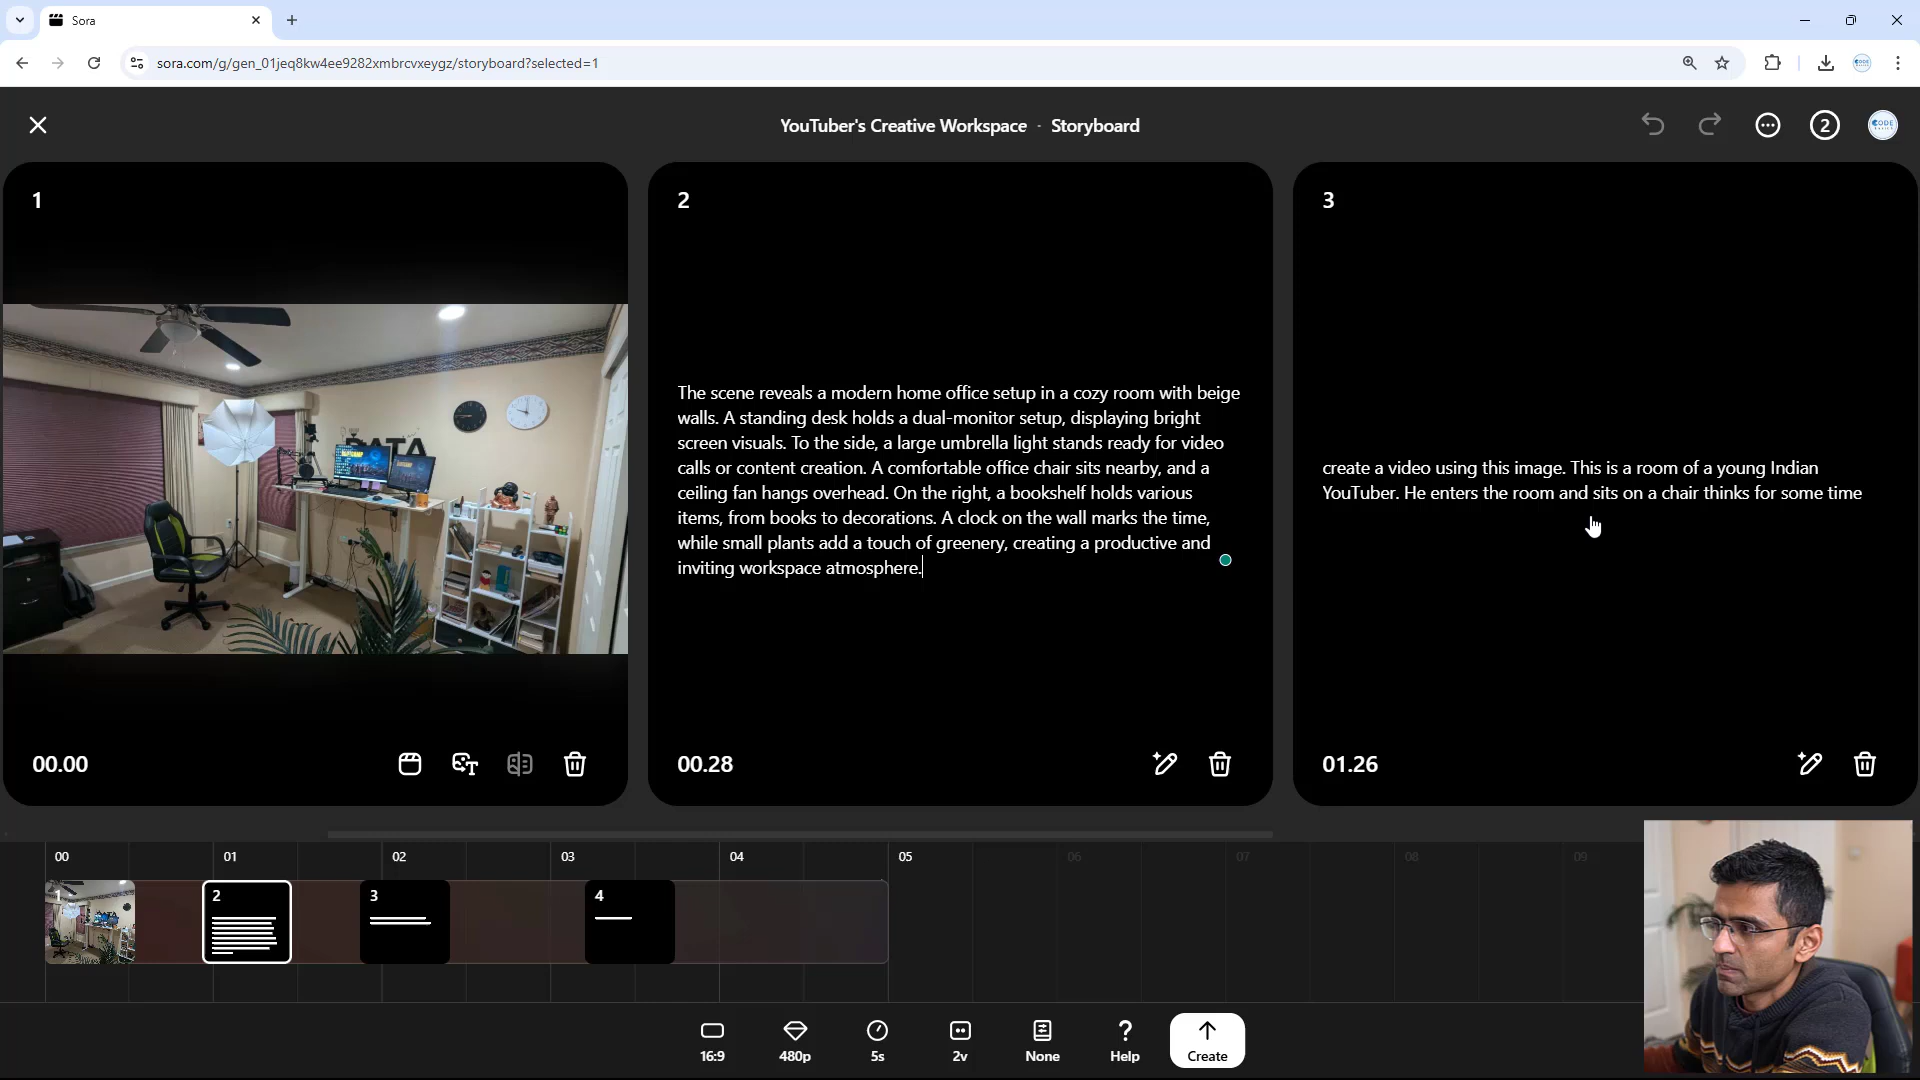 Sora
sora.com/g/gen_01jeq8kw4ee9282xmbrcvxeygz/storyboard?selected=1
YouTuber's Creative Workspace · Storyboard
2
CODE
1
DATA
00.00
2
The scene reveals a modern home office setup in a cozy room with beige
walls. A standing desk holds a dual-monitor setup, displaying bright
screen visuals. To the side, a large umbrella light stands ready for video
calls or content creation. A comfortable office chair sits nearby, and a
ceiling fan hangs overhead. On the right, a bookshelf holds various
items, from books to decorations. A clock on the wall marks the time,
while small plants add a touch of greenery, creating a productive and
inviting workspace atmosphere.
00.28
3
create a video using this image. This is a room of a young Indian
YouTuber. He enters the room and sits on a chair thinks for some time
01.26
00 01 02 03 04 05 06 07 08 09
1 2 3 4
16:9 480p 5s 2v None Help Create